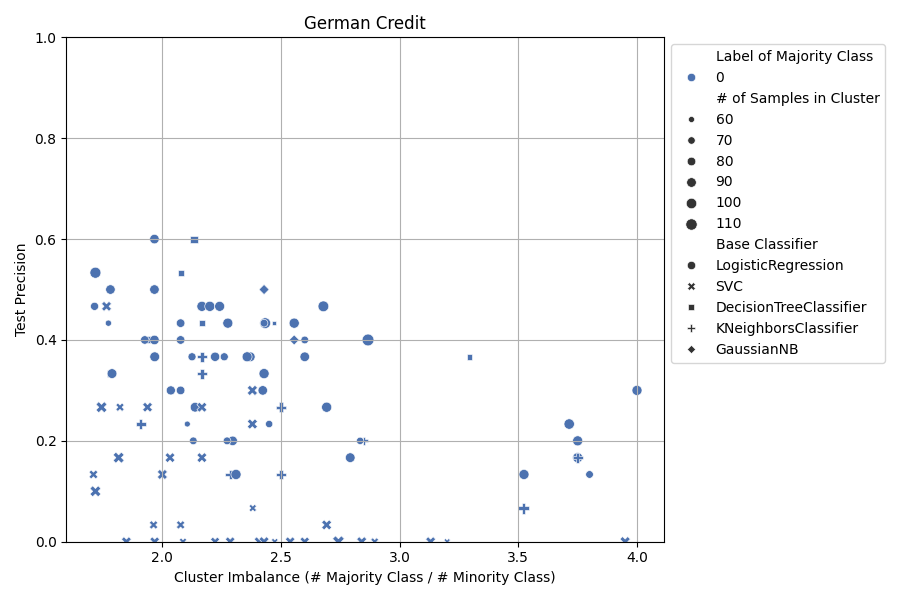 German Credit
Test Precision
1.0
0.8
0.6
0.4
0.2
0.0
2.0
2.5
3.0
3.5
4.0
Cluster Imbalance (# Majority Class / # Minority Class)
Label of Majority Class
0
# of Samples in Cluster
60
70
80
90
100
110
Base Classifier
LogisticRegression
SVC
DecisionTreeClassifier
KNeighborsClassifier
GaussianNB